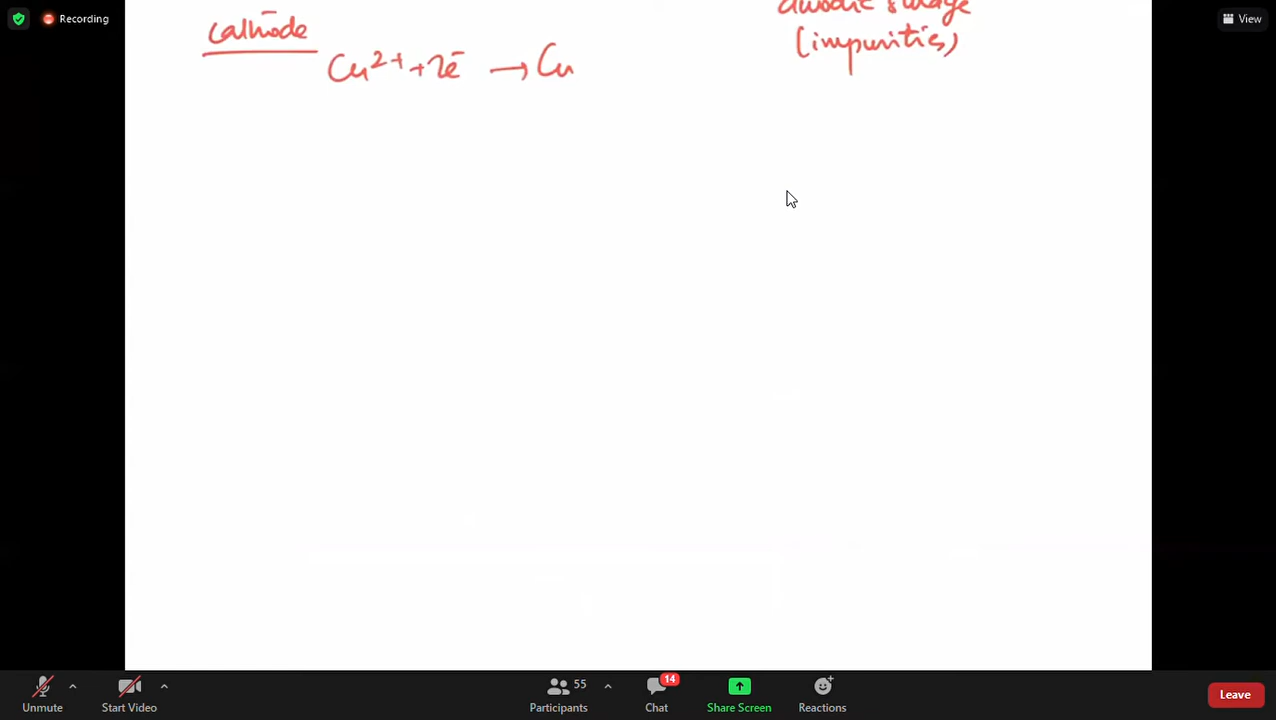 Recording
View
cathode
Cu²⁺ + 2e⁻ → Cu
(impurities)
Unmute
Start Video
55
Participants
14
Chat
Share Screen
Reactions
Leave